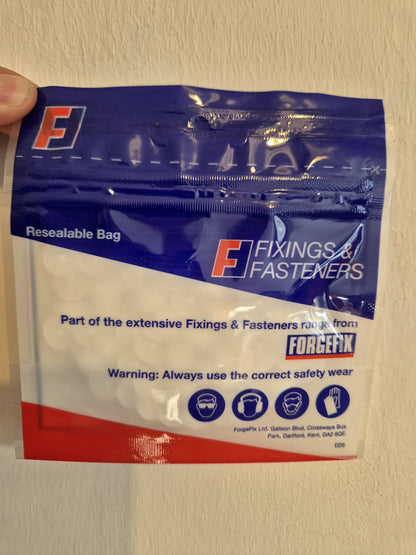 F
Resealable Bag
F FIXINGS &
FASTENERS
Part of the extensive Fixings & Fasteners range from
FORGEFIX
Warning: Always use the correct safety wear
ForgeFix Ltd. Galleon Blvd, Crossways Bus.
Park, Dartford, Kent. DA2 6QE.